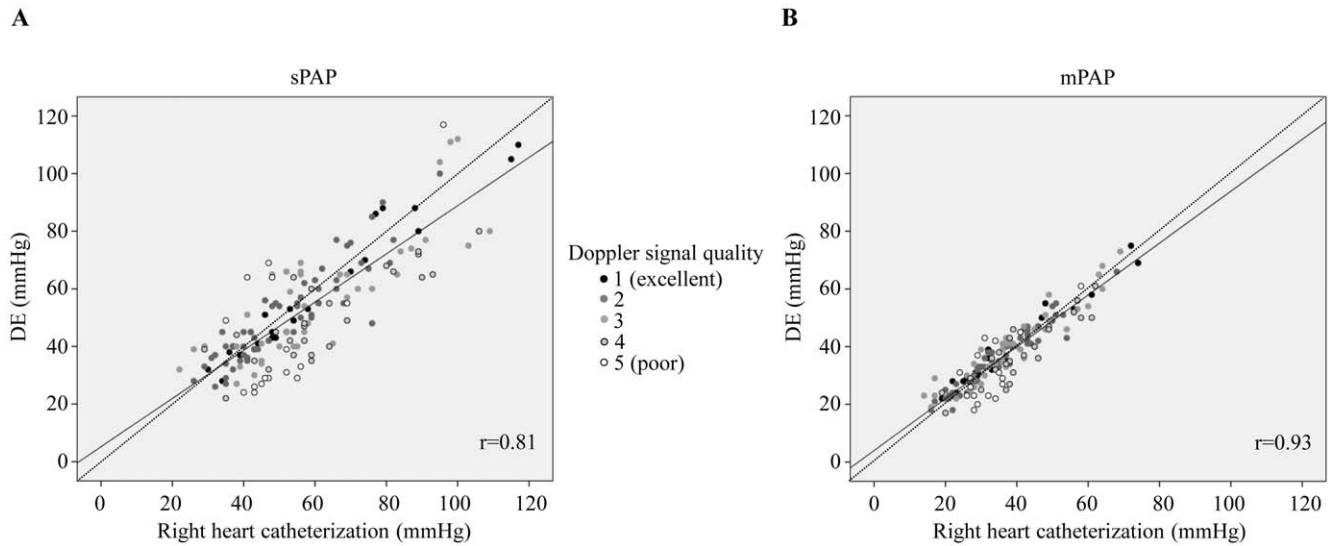 A
sPAP
120
100
80
60
40
20
0
DE (mmHg)
r=0.81
0 20 40 60 80 100 120
Right heart catheterization (mmHg)
Doppler signal quality
1 (excellent)
2
3
4
5 (poor)
B
mPAP
120
100
80
60
40
20
0
DE (mmHg)
r=0.93
0 20 40 60 80 100 120
Right heart catheterization (mmHg)